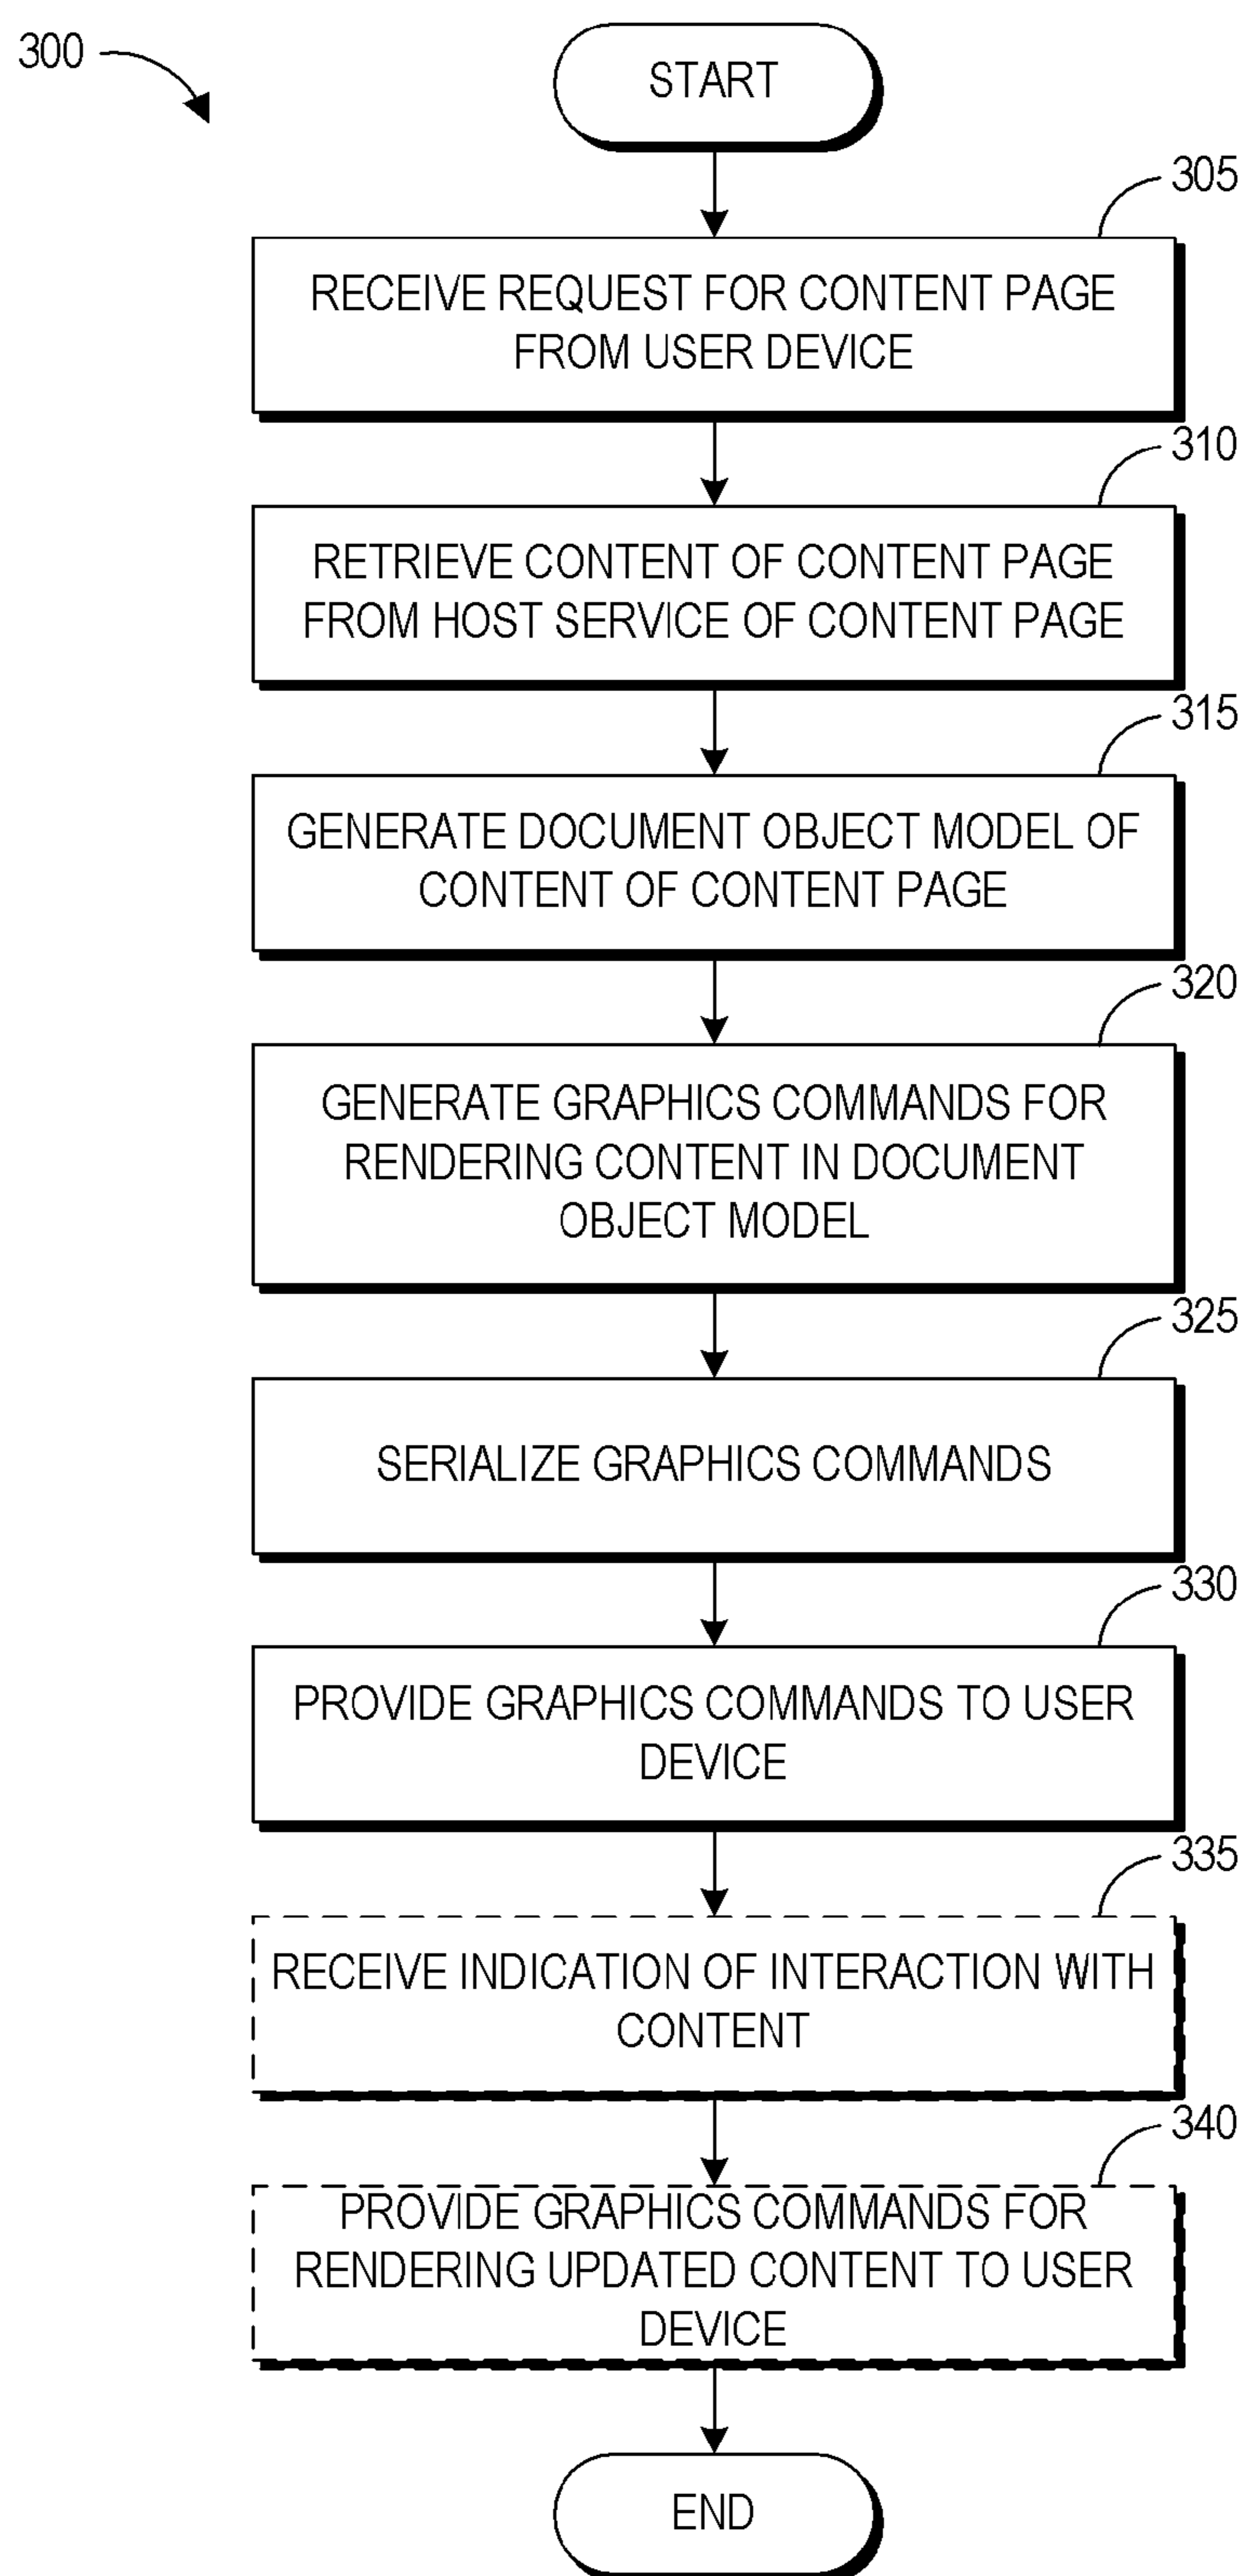 300
START
305
RECEIVE REQUEST FOR CONTENT PAGE
FROM USER DEVICE
310
RETRIEVE CONTENT OF CONTENT PAGE
FROM HOST SERVICE OF CONTENT PAGE
315
GENERATE DOCUMENT OBJECT MODEL OF
CONTENT OF CONTENT PAGE
320
GENERATE GRAPHICS COMMANDS FOR
RENDERING CONTENT IN DOCUMENT
OBJECT MODEL
325
SERIALIZE GRAPHICS COMMANDS
330
PROVIDE GRAPHICS COMMANDS TO USER
DEVICE
335
RECEIVE INDICATION OF INTERACTION WITH
CONTENT
340
PROVIDE GRAPHICS COMMANDS FOR
RENDERING UPDATED CONTENT TO USER
DEVICE
END